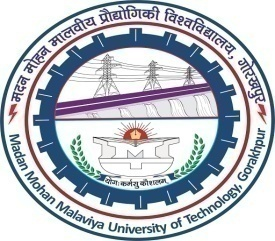 मदन मोहन मालवीय प्रौद्योगिकी विश्वविद्यालय, गोरखपुर
योगः कर्मसु कौशलम्
Madan Mohan Malaviya University of Technology, Gorakhpur